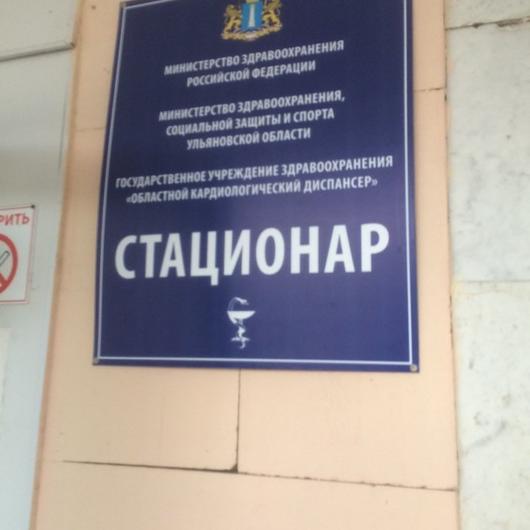 МИНИСТЕРСТВО ЗДРАВООХРАНЕНИЯ
РОССИЙСКОЙ ФЕДЕРАЦИИ
МИНИСТЕРСТВО ЗДРАВООХРАНЕНИЯ,
СОЦИАЛЬНОЙ ЗАЩИТЫ И СПОРТА
УЛЬЯНОВСКОЙ ОБЛАСТИ
ГОСУДАРСТВЕННОЕ УЧРЕЖДЕНИЕ ЗДРАВООХРАНЕНИЯ
«ОБЛАСТНОЙ КАРДИОЛОГИЧЕСКИЙ ДИСПАНСЕР»
СТАЦИОНАР
РИТЬ